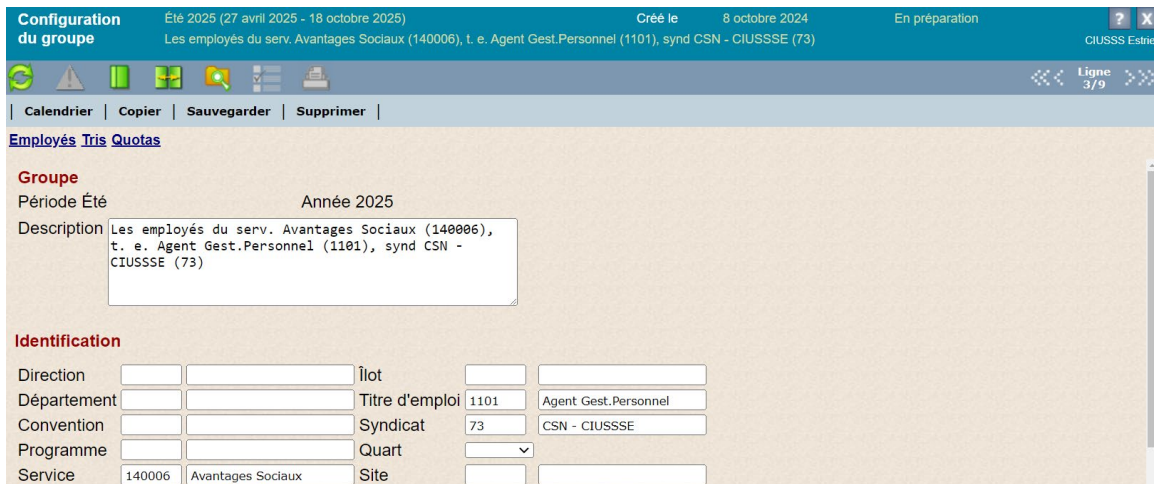 Configuration du groupe
Été 2025 (27 avril 2025 - 18 octobre 2025) Créé le 8 octobre 2024 En préparation ? X
Les employés du serv. Avantages Sociaux (140006), t. e. Agent Gest.Personnel (1101), synd CSN - CIUSSSE (73) CIUSSS Estrie
<< Ligne 3/9 >>
| Calendrier | Copier | Sauvegarder | Supprimer |
Employés Tris Quotas
Groupe
Période Été Année 2025
Description Les employés du serv. Avantages Sociaux (140006),
t. e. Agent Gest.Personnel (1101), synd CSN -
CIUSSSE (73)
Identification
Direction Îlot
Département Titre d'emploi 1101 Agent Gest.Personnel
Convention Syndicat 73 CSN - CIUSSSE
Programme Quart
Service 140006 Avantages Sociaux Site